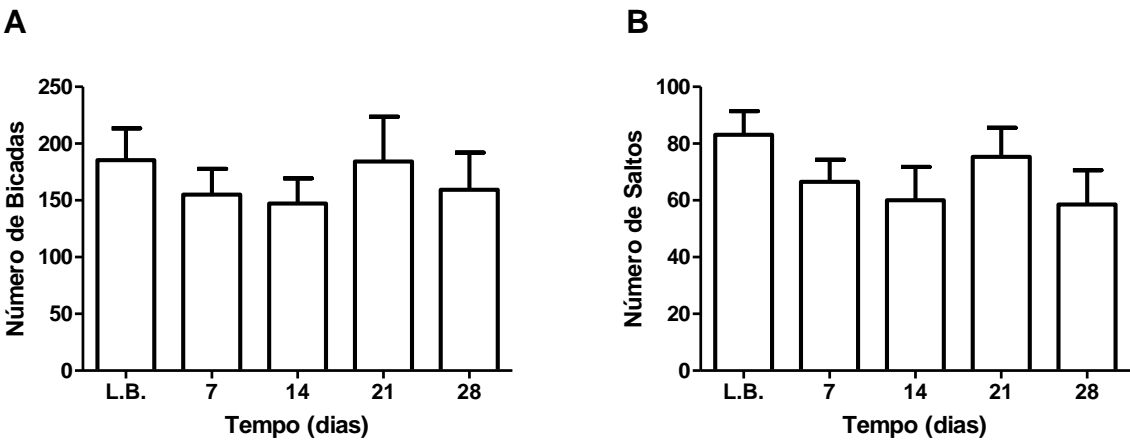 A
Número de Bicadas
250
200
150
100
50
0
L.B. 7 14 21 28
Tempo (dias)
B
Número de Saltos
100
80
60
40
20
0
L.B. 7 14 21 28
Tempo (dias)